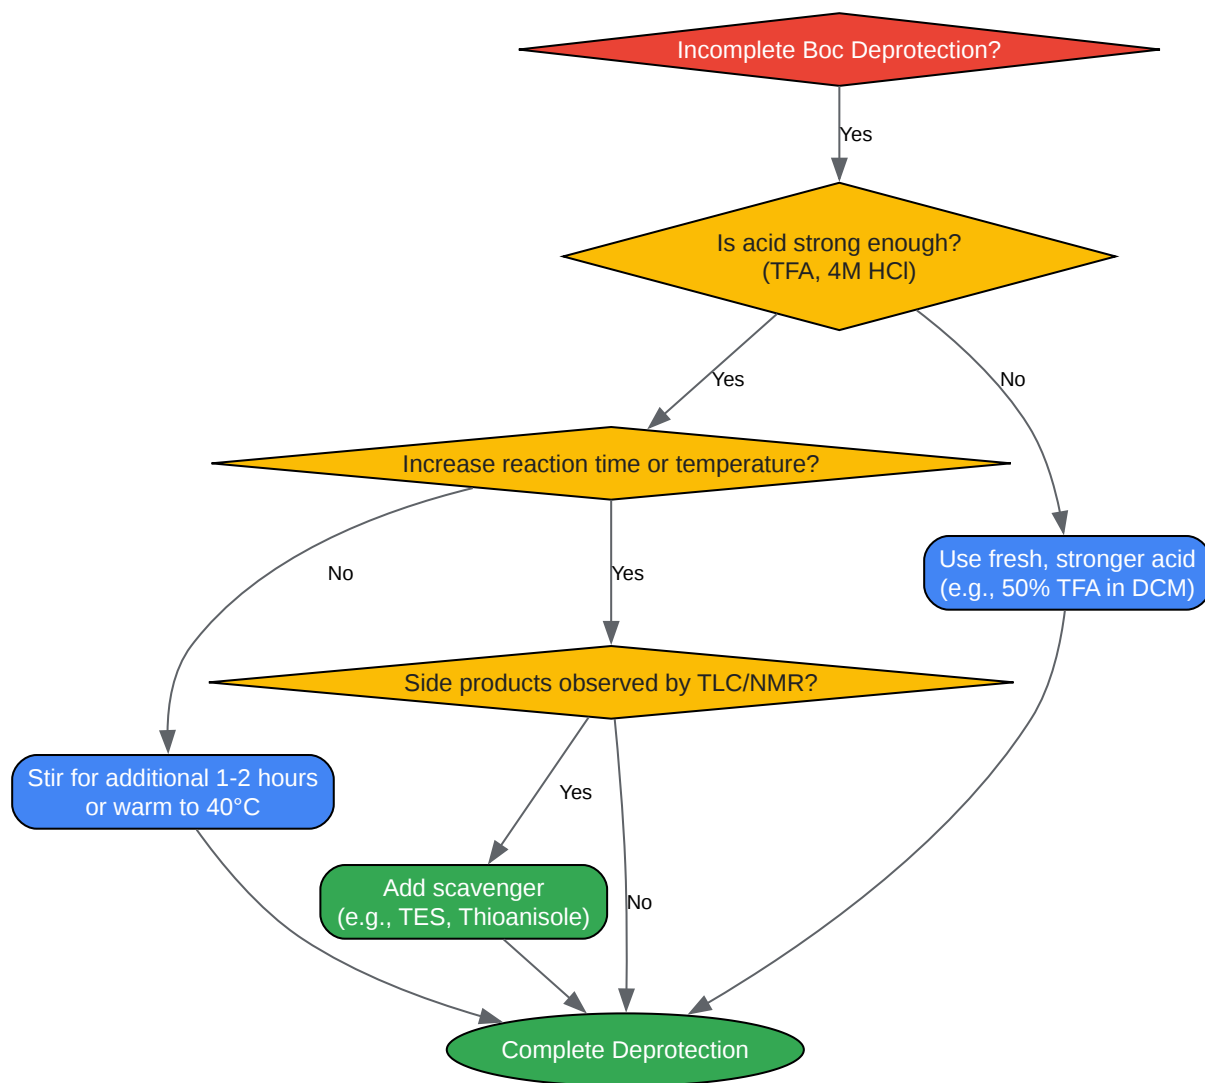 Incomplete Boc Deprotection?
Yes
Is acid strong enough?
(TFA, 4M HCl)
Yes
No
Increase reaction time or temperature?
No
Yes
Use fresh, stronger acid
(e.g., 50% TFA in DCM)
Side products observed by TLC/NMR?
Stir for additional 1-2 hours
or warm to 40°C
Yes
No
Add scavenger
(e.g., TES, Thioanisole)
Complete Deprotection